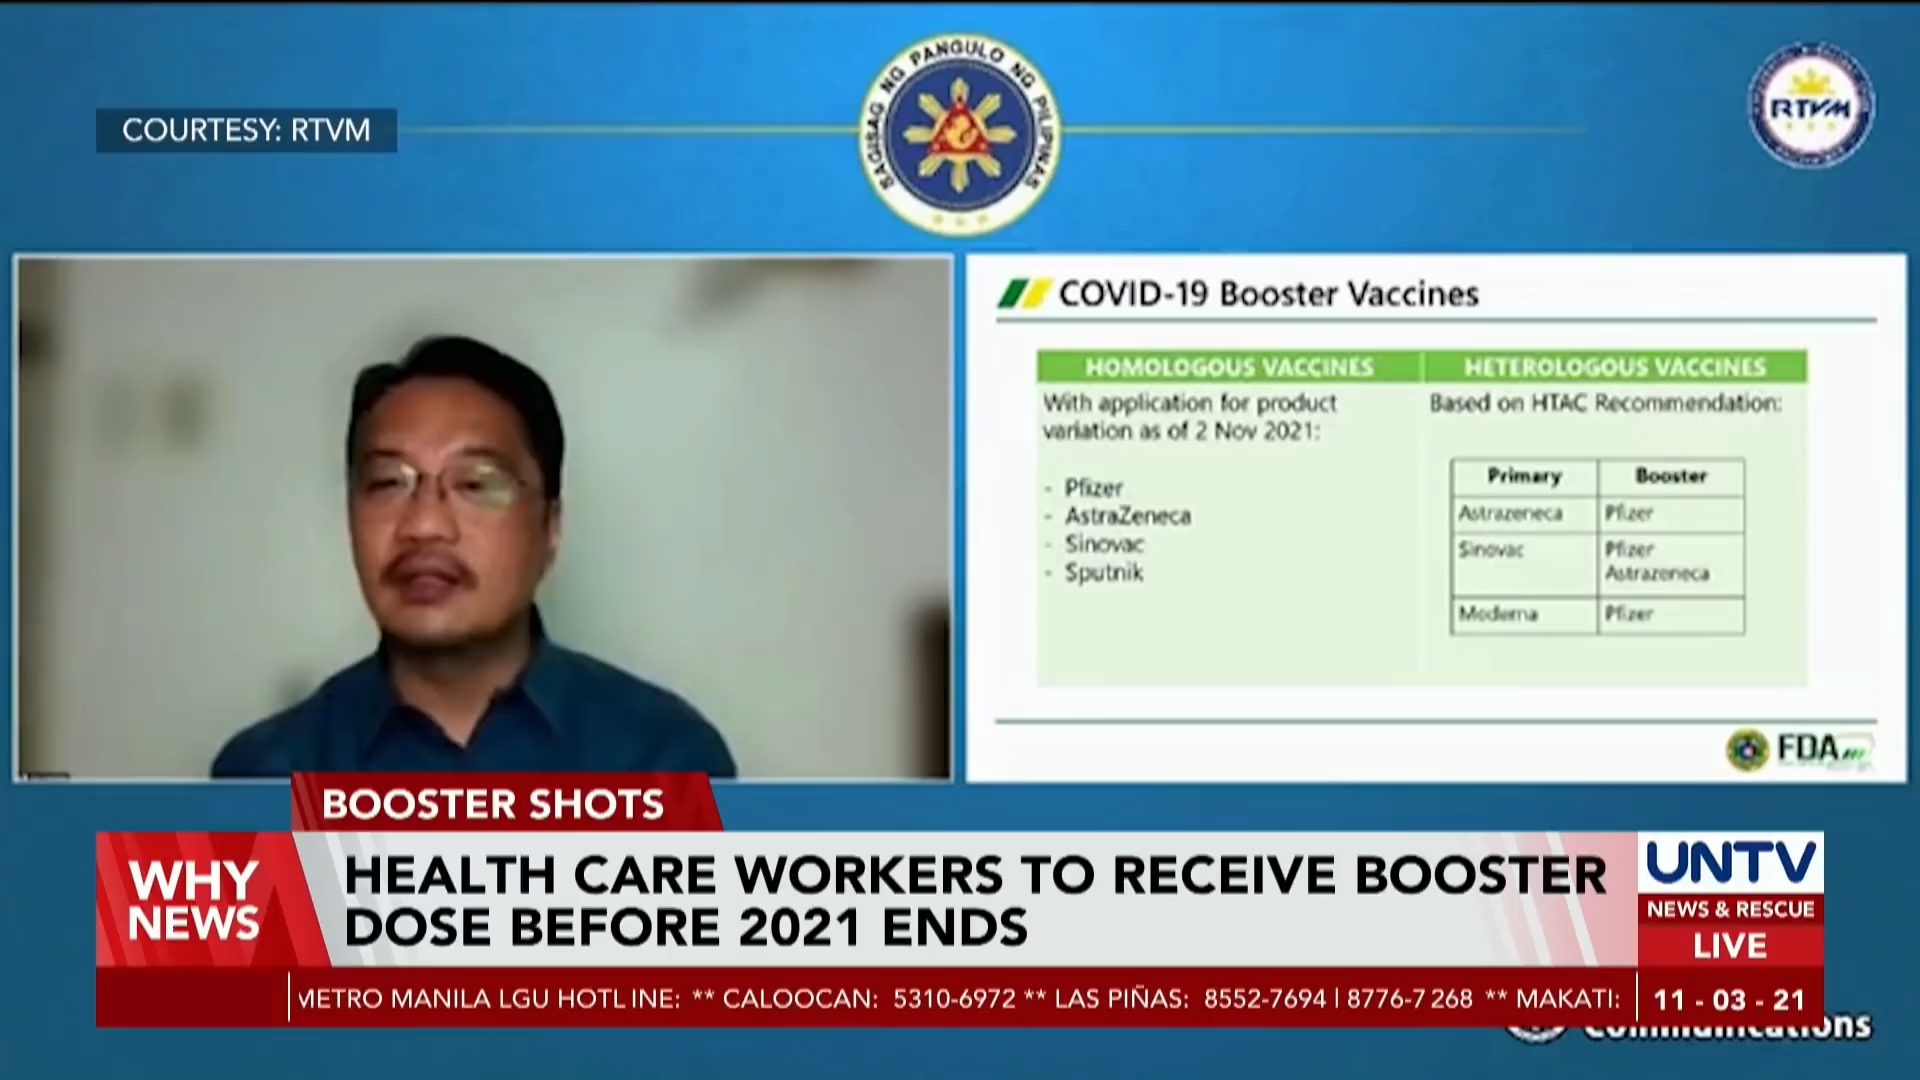 SAGISAG NG PANGULO NG PILIPINAS
RTVM
COURTESY: RTVM
COVID-19 Booster Vaccines
HOMOLOGOUS VACCINES
With application for product
variation as of 2 Nov 2021:
- Pfizer
- AstraZeneca
- Sinovac
- Sputnik
HETEROLOGOUS VACCINES
Based on HTAC Recommendation:
Primary Booster
Astrazeneca Pfizer
Sinovac Pfizer
Astrazeneca
Moderna Pfizer
FDA
BOOSTER SHOTS
WHY
NEWS
HEALTH CARE WORKERS TO RECEIVE BOOSTER
DOSE BEFORE 2021 ENDS
UNTV
NEWS & RESCUE
LIVE
METRO MANILA LGU HOTLINE: ** CALOOCAN: 5310-6972 ** LAS PIÑAS: 8552-7694 | 8776-7268 ** MAKATI:
11 - 03 - 21
Communications